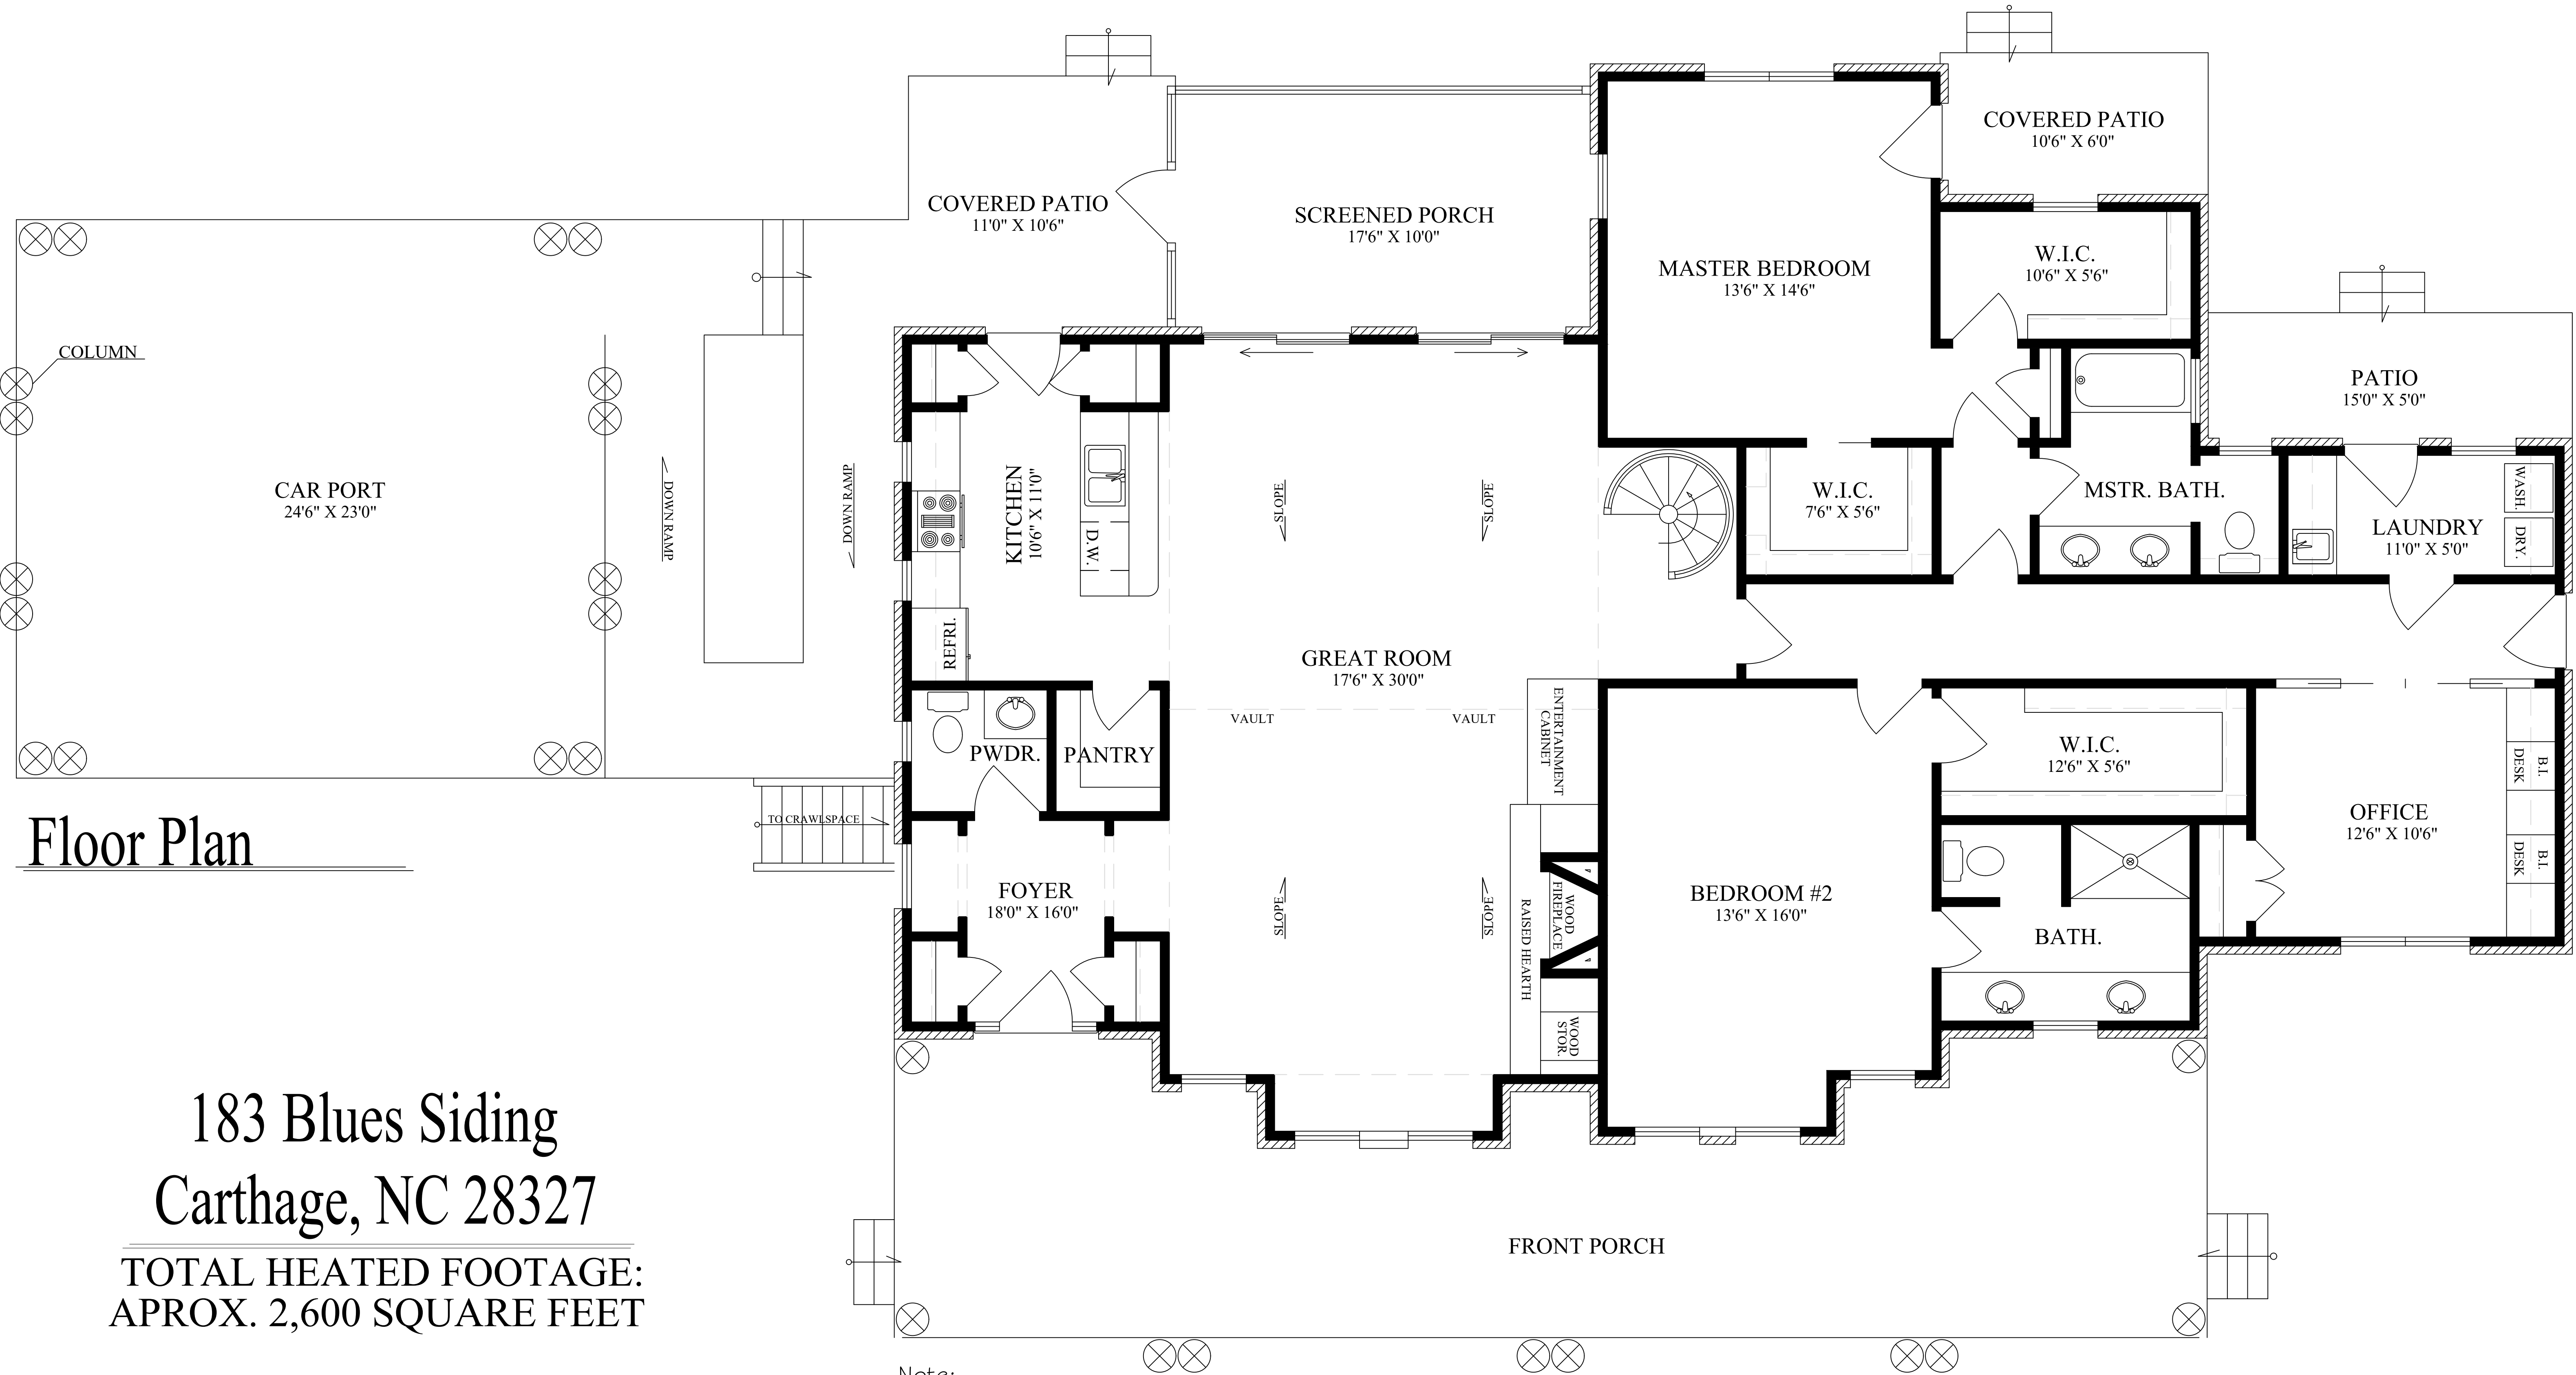 COVERED PATIO
11'0" X 10'6"
SCREENED PORCH
17'6" X 10'0"
MASTER BEDROOM
13'6" X 14'6"
COVERED PATIO
10'6" X 6'0"
W.I.C.
10'6" X 5'6"
PATIO
15'0" X 5'0"
COLUMN
CAR PORT
24'6" X 23'0"
DOWN RAMP
DOWN RAMP
KITCHEN
10'6" X 11'0"
D.W.
REFRI.
SLOPE
SLOPE
W.I.C.
7'6" X 5'6"
MSTR. BATH.
LAUNDRY
11'0" X 5'0"
WASH.
DRY.
GREAT ROOM
17'6" X 30'0"
VAULT
VAULT
ENTERTAINMENT
CABINET
PWDR.
PANTRY
W.I.C.
12'6" X 5'6"
B.I.
DESK
B.I.
DESK
OFFICE
12'6" X 10'6"
TO CRAWLSPACE
FOYER
18'0" X 16'0"
SLOPE
SLOPE
RAISED HEARTH
WOOD
FIREPLACE
WOOD
STOR.
BEDROOM #2
13'6" X 16'0"
BATH.
FRONT PORCH
Floor Plan
183 Blues Siding
Carthage, NC 28327
TOTAL HEATED FOOTAGE:
APROX. 2,600 SQUARE FEET
Note: